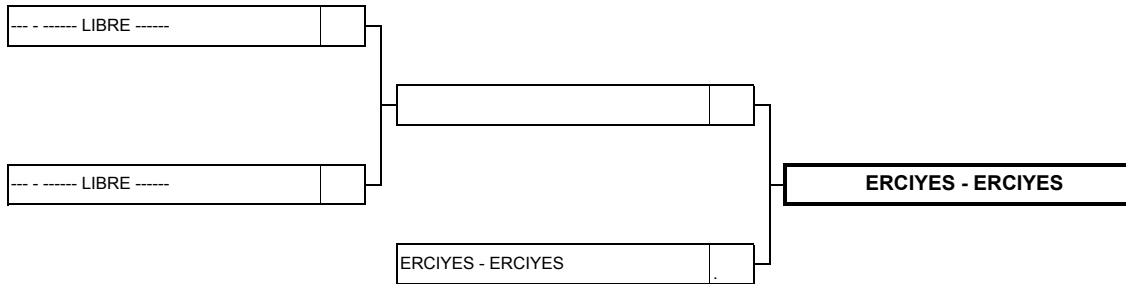 --- - ------ LIBRE ------
--- - ------ LIBRE ------
ERCIYES - ERCIYES
ERCIYES - ERCIYES
.